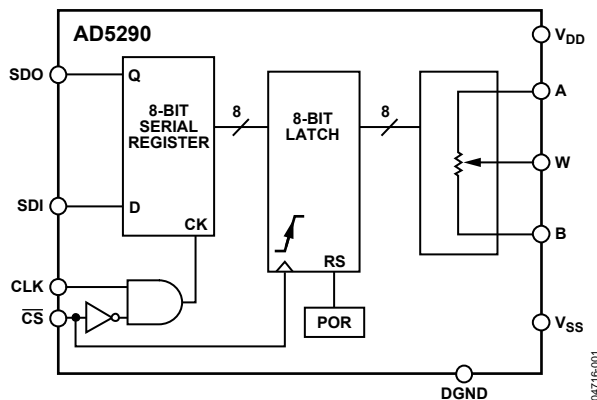 AD5290
V_DD
SDO
Q
8-BIT
SERIAL
REGISTER
8
8-BIT
LATCH
8
A
W
SDI
D
B
CK
RS
CLK
CS
POR
V_SS
DGND
04716-001